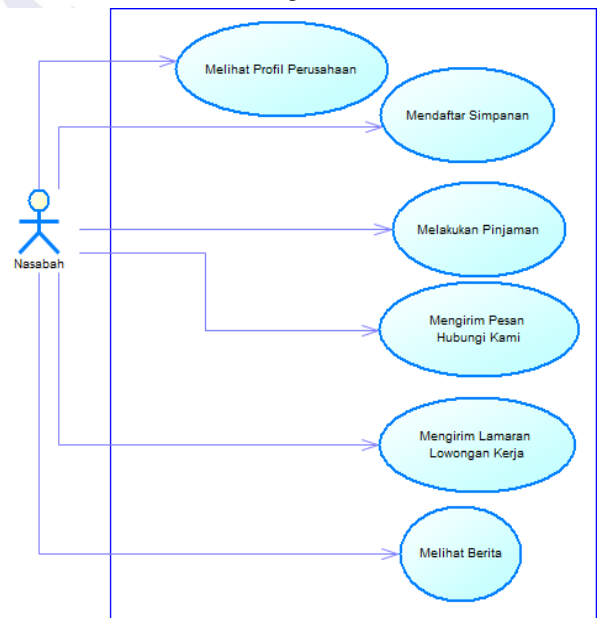 Melihat Profil Perusahaan
Mendaftar Simpanan
Melakukan Pinjaman
Nasabah
Mengirim Pesan
Hubungi Kami
Mengirim Lamaran
Lowongan Kerja
Melihat Berita